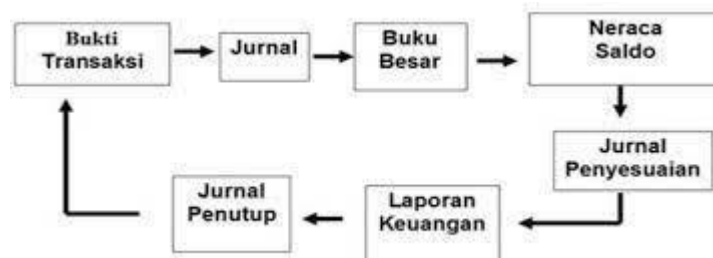 Bukti
Transaksi
Jurnal
Buku
Besar
Neraca
Saldo
Jurnal
Penyesuaian
Laporan
Keuangan
Jurnal
Penutup